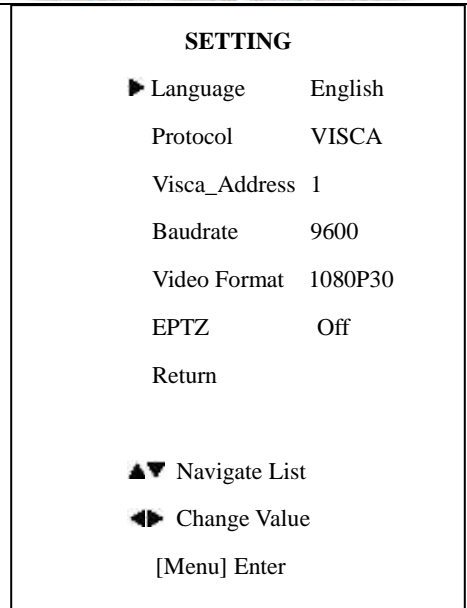 SETTING
Language English
Protocol VISCA
Visca_Address 1
Baudrate 9600
Video Format 1080P30
EPTZ Off
Return
Navigate List
Change Value
[Menu] Enter